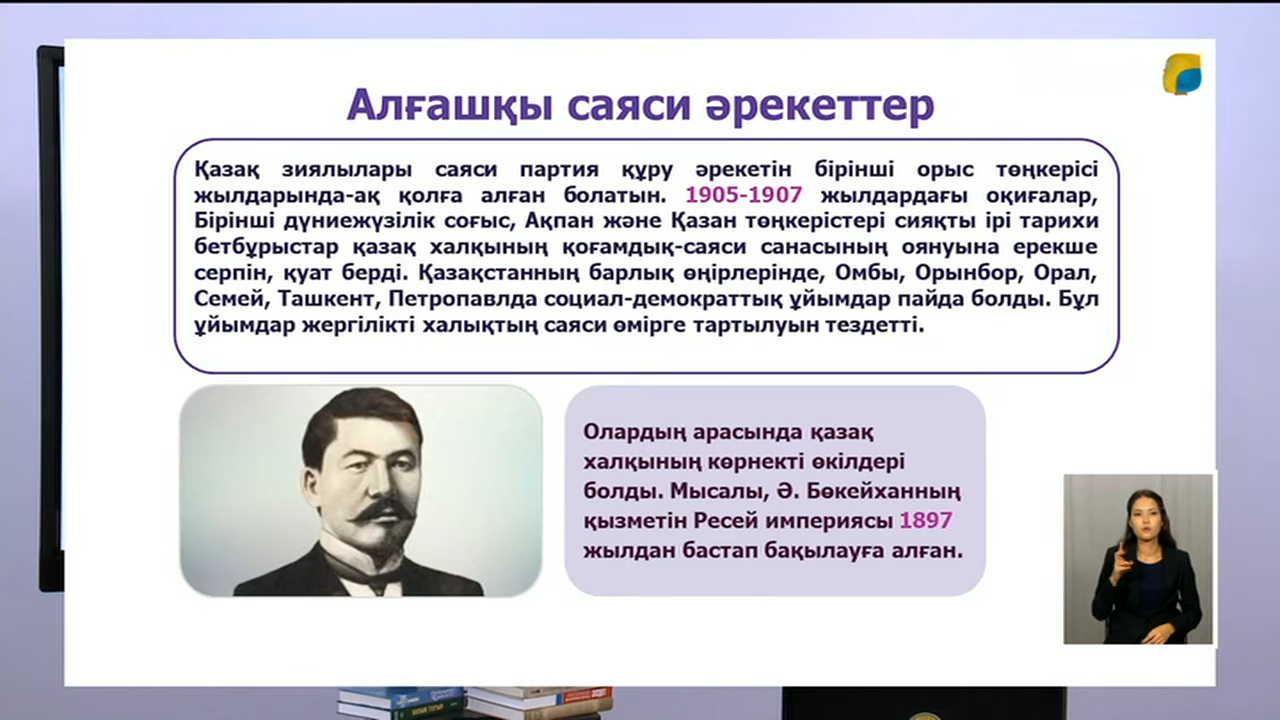 Алғашқы саяси әрекеттер
Қазақ зиялылары саяси партия құру әрекетін бірінші орыс төңкерісі
жылдарында-ақ қолға алған болатын. 1905-1907 жылдардағы оқиғалар,
Бірінші дүниежүзілік соғыс, Ақпан және Қазан төңкерістері сияқты ірі тарихи
бетбұрыстар қазақ халқының қоғамдық-саяси санасының оянуына ерекше
серпін, қуат берді. Қазақстанның барлық өңірлерінде, Омбы, Орынбор, Орал,
Семей, Ташкент, Петропавлда социал-демократтық ұйымдар пайда болды. Бұл
ұйымдар жергілікті халықтың саяси өмірге тартылуын тездетті.
Олардың арасында қазақ
халқының көрнекті өкілдері
болды. Мысалы, Ә. Бөкейханның
қызметін Ресей империясы 1897
жылдан бастап бақылауға алған.